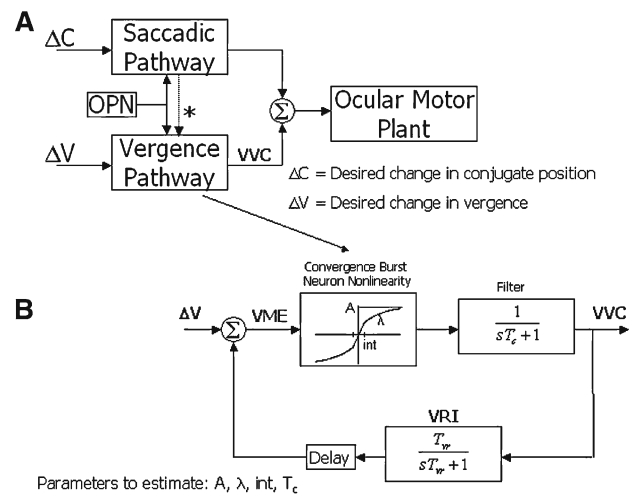 A
ΔC
Saccadic
Pathway
OPN
*
Σ
Ocular Motor
Plant
ΔV
Vergence
Pathway
VVC
ΔC = Desired change in conjugate position
ΔV = Desired change in vergence
B
Convergence Burst
Neuron Nonlinearity
Filter
ΔV
Σ
VME
A
λ
int
1
sT_c + 1
VVC
VRI
T_vr
sT_vr + 1
Delay
Parameters to estimate: A, λ, int, T_c